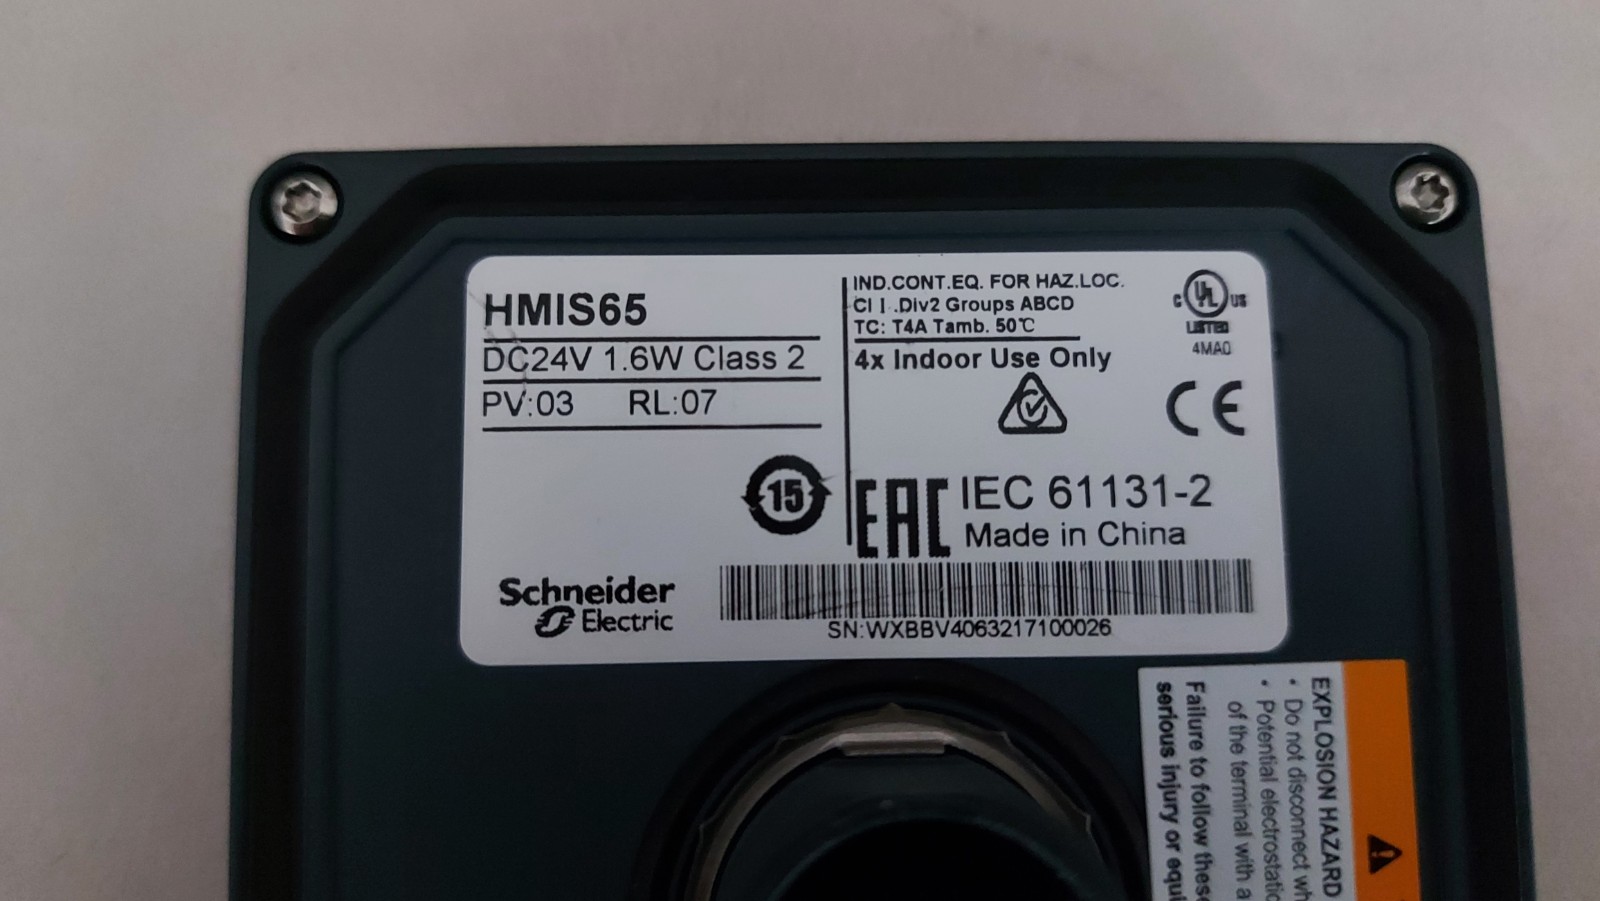 HMIS65
DC24V 1.6W Class 2
PV:03 RL:07
15
IND.CONT.EQ. FOR HAZ.LOC.
Cl I .Div2 Groups ABCD
TC: T4A Tamb. 50℃
4x Indoor Use Only
C UL US
LISTED
4MAQ
CE
EAC
IEC 61131-2
Made in China
Schneider
Electric
SN:WXBBV4063217100026
EXPLOSION HAZARD
• Do not disconnect
• Potential
of the terminal with a
Failure to follow these
serious injury or